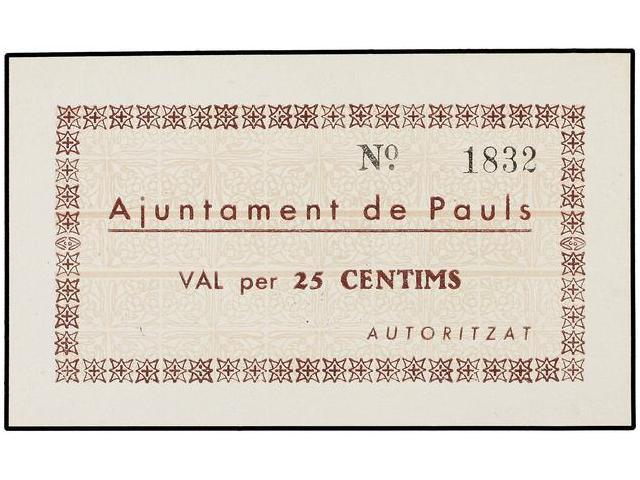 Nº 1832
Ajuntament de Pauls
VAL per 25 CENTIMS
AUTORITZAT